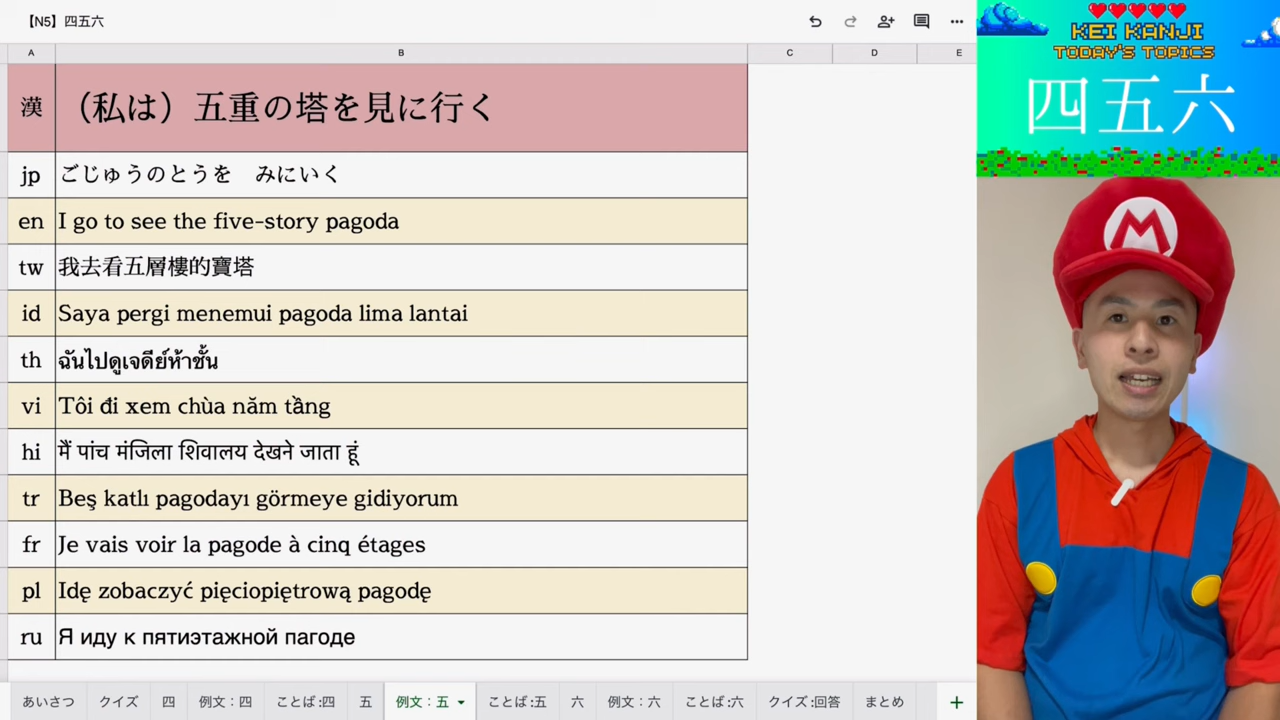 【N5】四五六
A B C D E
漢 （私は）五重の塔を見に行く
jp ごじゅうのとうを　みにいく
en I go to see the five-story pagoda
tw 我去看五層樓的寶塔
id Saya pergi menemui pagoda lima lantai
th ฉันไปดูเจดีย์ห้าชั้น
vi Tôi đi xem chùa năm tầng
hi मैं पांच मंजिला शिवालय देखने जाता हूं
tr Beş katlı pagodayı görmeye gidiyorum
fr Je vais voir la pagode à cinq étages
pl Idę zobaczyć pięciopiętrową pagodę
ru Я иду к пятиэтажной пагоде
あいさつ クイズ 四 例文：四 ことば:四 五 例文：五 ことば:五 六 例文：六 ことば:六 クイズ:回答 まとめ
KEI KANJI
TODAY'S TOPICS
四五六
M